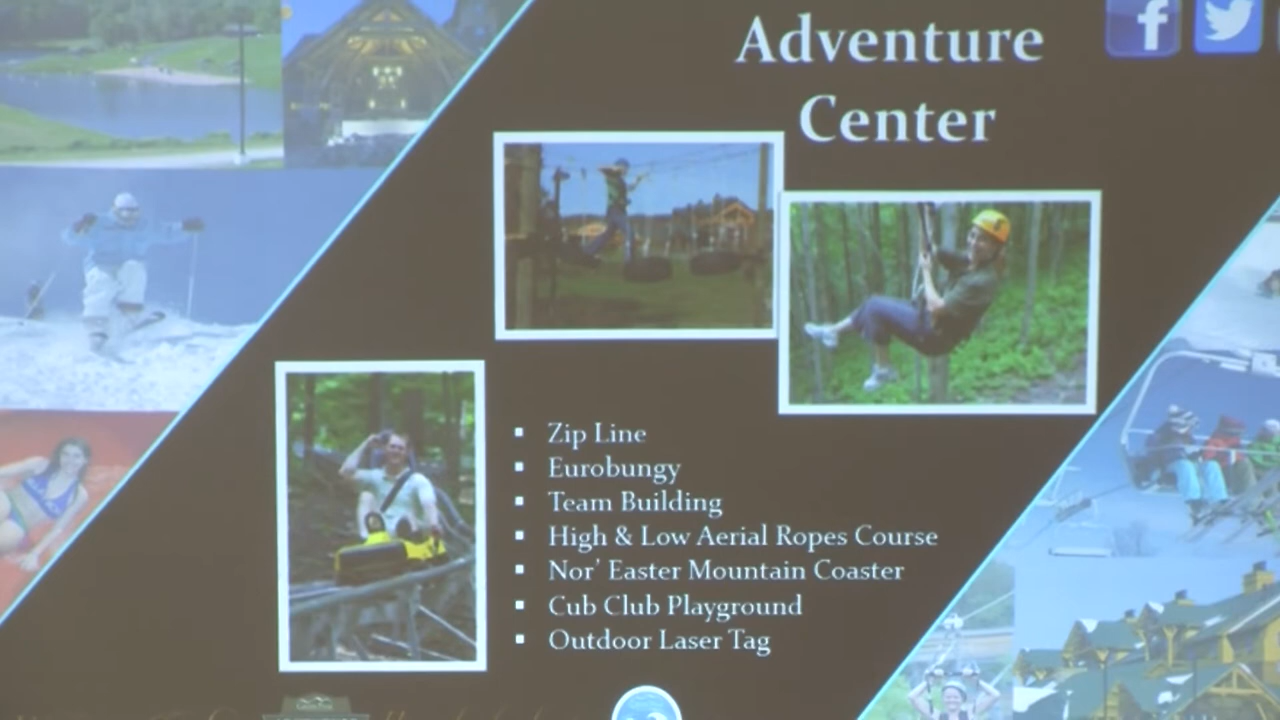 Adventure
Center
Zip Line
Eurobungy
Team Building
High & Low Aerial Ropes Course
Nor' Easter Mountain Coaster
Cub Club Playground
Outdoor Laser Tag